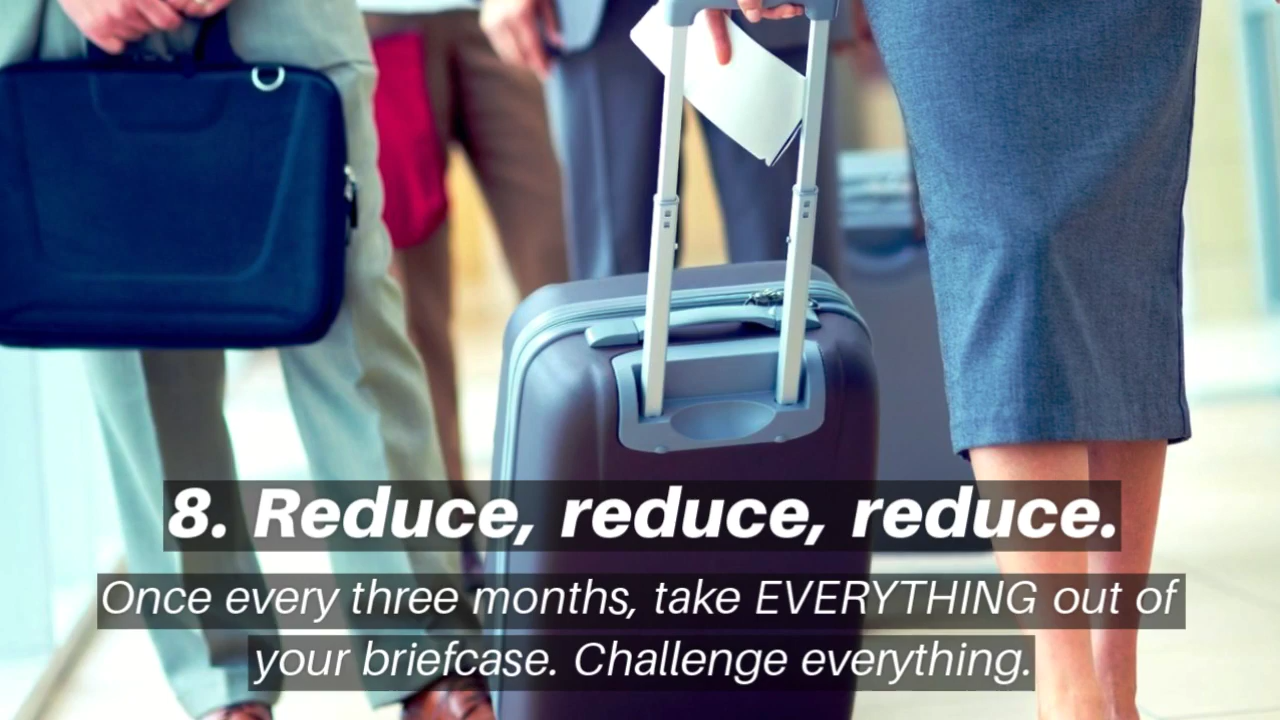 8. Reduce, reduce, reduce.
Once every three months, take EVERYTHING out of
your briefcase. Challenge everything.